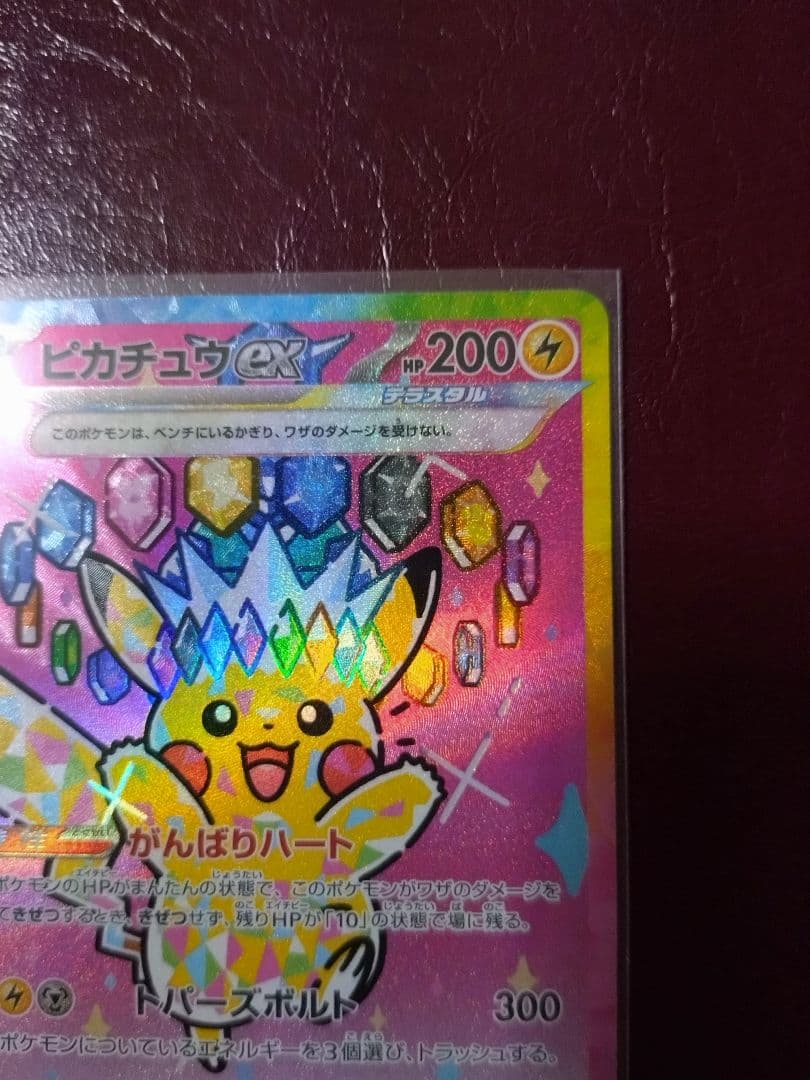 ピカチュウex HP200
テラスタル
このポケモンは、ベンチにいるかぎり、ワザのダメージを受けない。
がんばりハート
ポケモンのHPがまんたんの状態で、このポケモンがワザのダメージを
てきぜつするとき、きぜつせず、残りHPが「10」の状態で場に残る。
トパーズボルト 300
ポケモンについているエネルギーを3個選び、トラッシュする。